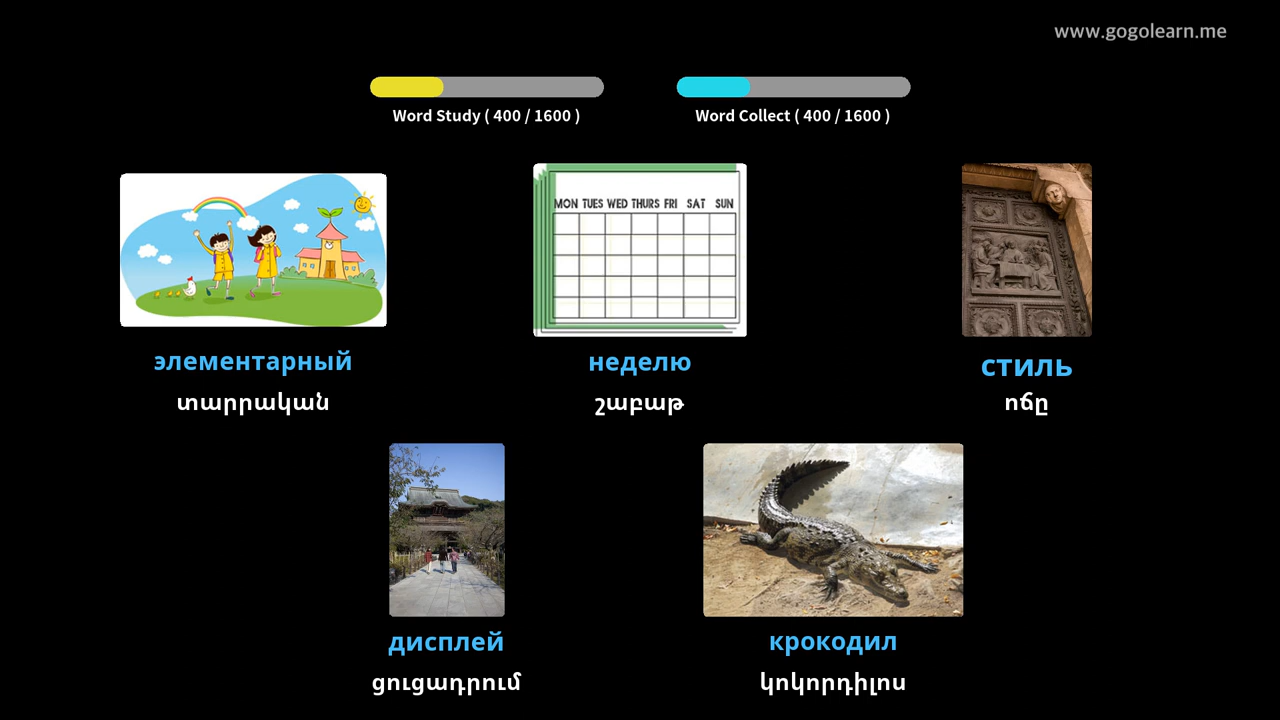 www.gogolearn.me
Word Study ( 400 / 1600 )
Word Collect ( 400 / 1600 )
MON TUES WED THURS FRI SAT SUN
элементарный
տարրական
неделю
շաբաթ
стиль
ոճը
дисплей
ցուցադրում
крокодил
կոկորդիլոս